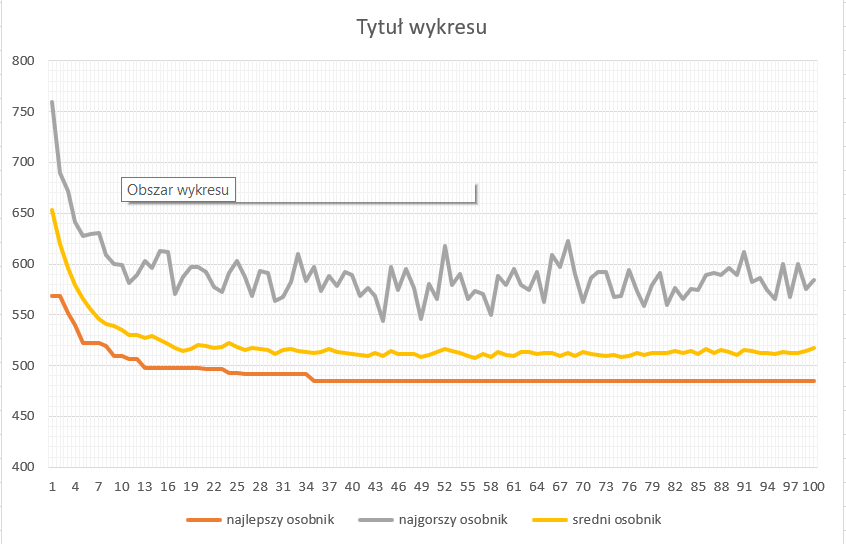 Tytuł wykresu
800
750
700
Obszar wykresu
650
600
550
500
450
400
1 4 7 10 13 16 19 22 25 28 31 34 37 40 43 46 49 52 55 58 61 64 67 70 73 76 79 82 85 88 91 94 97 100
najlepszy osobnik najgorszy osobnik sredni osobnik